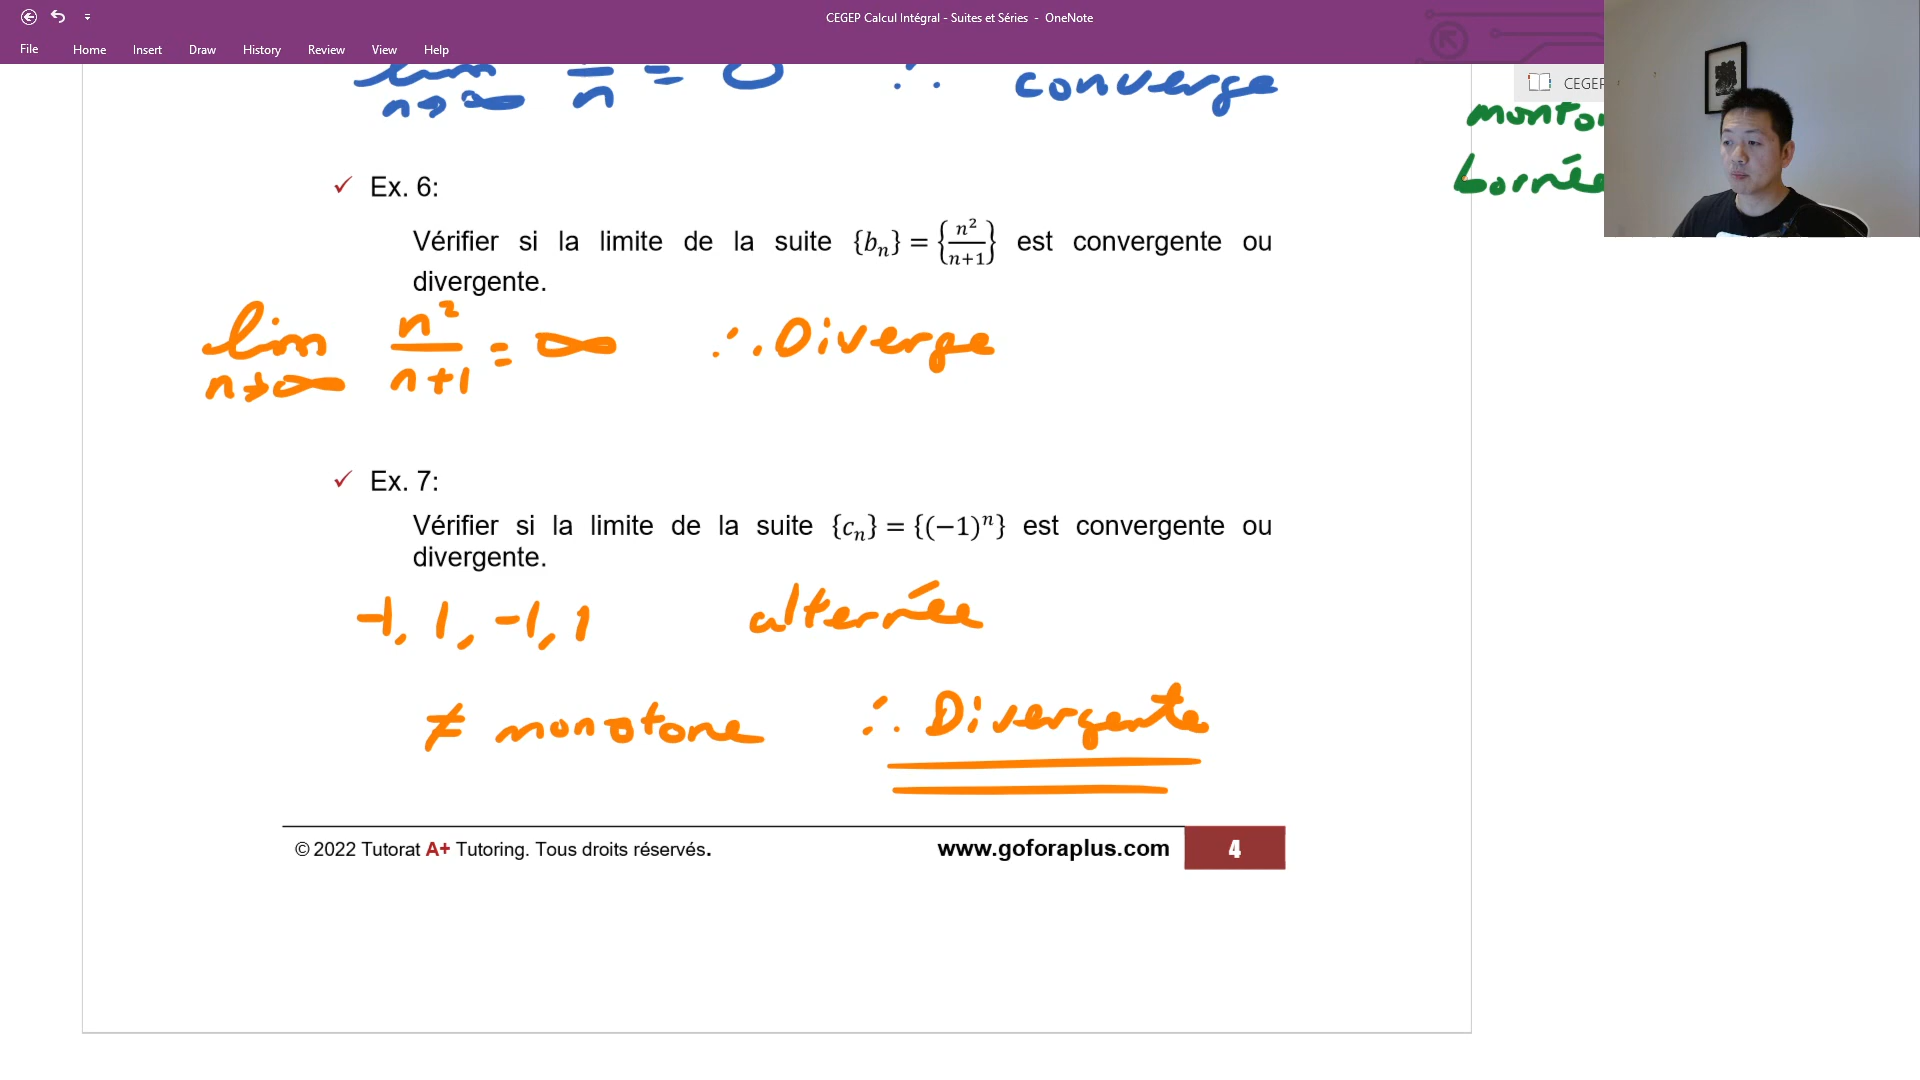 CEGEP Calcul Intégral - Suites et Séries - OneNote
File Home Insert Draw History Review View Help
CEGEP
lim n→∞ /n = 0 ∴ converge
bornée
✓ Ex. 6:
Vérifier si la limite de la suite {bₙ} = {n²/(n+1)} est convergente ou
divergente.
lim n→∞ n²/(n+1) = ∞ ∴ Diverge
✓ Ex. 7:
Vérifier si la limite de la suite {cₙ} = {(−1)ⁿ} est convergente ou
divergente.
-1, 1, -1, 1 alternée
≠ monotone ∴ Divergente
© 2022 Tutorat A+ Tutoring. Tous droits réservés. www.goforaplus.com 4